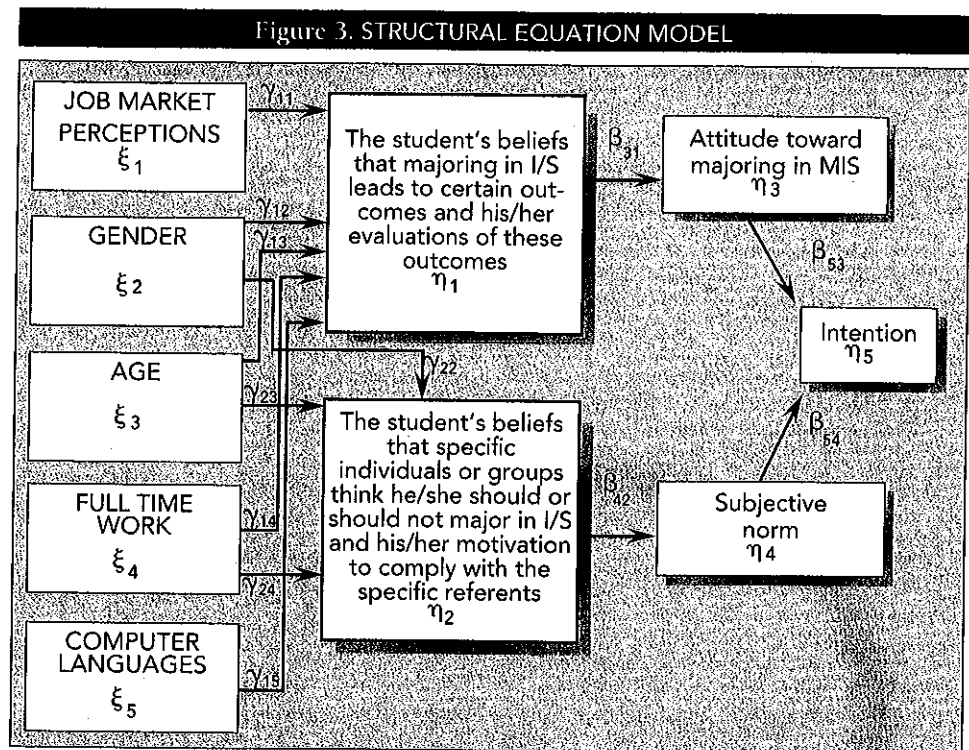 Figure 3. STRUCTURAL EQUATION MODEL
JOB MARKET
PERCEPTIONS
ξ1
GENDER
ξ2
AGE
ξ3
FULL TIME
WORK
ξ4
COMPUTER
LANGUAGES
ξ5
γ11
γ12
γ13
γ22
γ23
γ14
γ24
γ15
The student's beliefs
that majoring in I/S
leads to certain out-
comes and his/her
evaluations of these
outcomes
η1
The student's beliefs
that specific
individuals or groups
think he/she should or
should not major in I/S
and his/her motivation
to comply with the
specific referents
η2
β31
β42
Attitude toward
majoring in MIS
η3
Subjective
norm
η4
β53
β54
Intention
η5